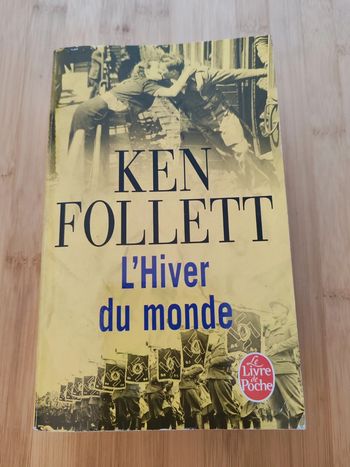 KEN
FOLLETT
L'Hiver
du monde
Le
Livre
de
Poche